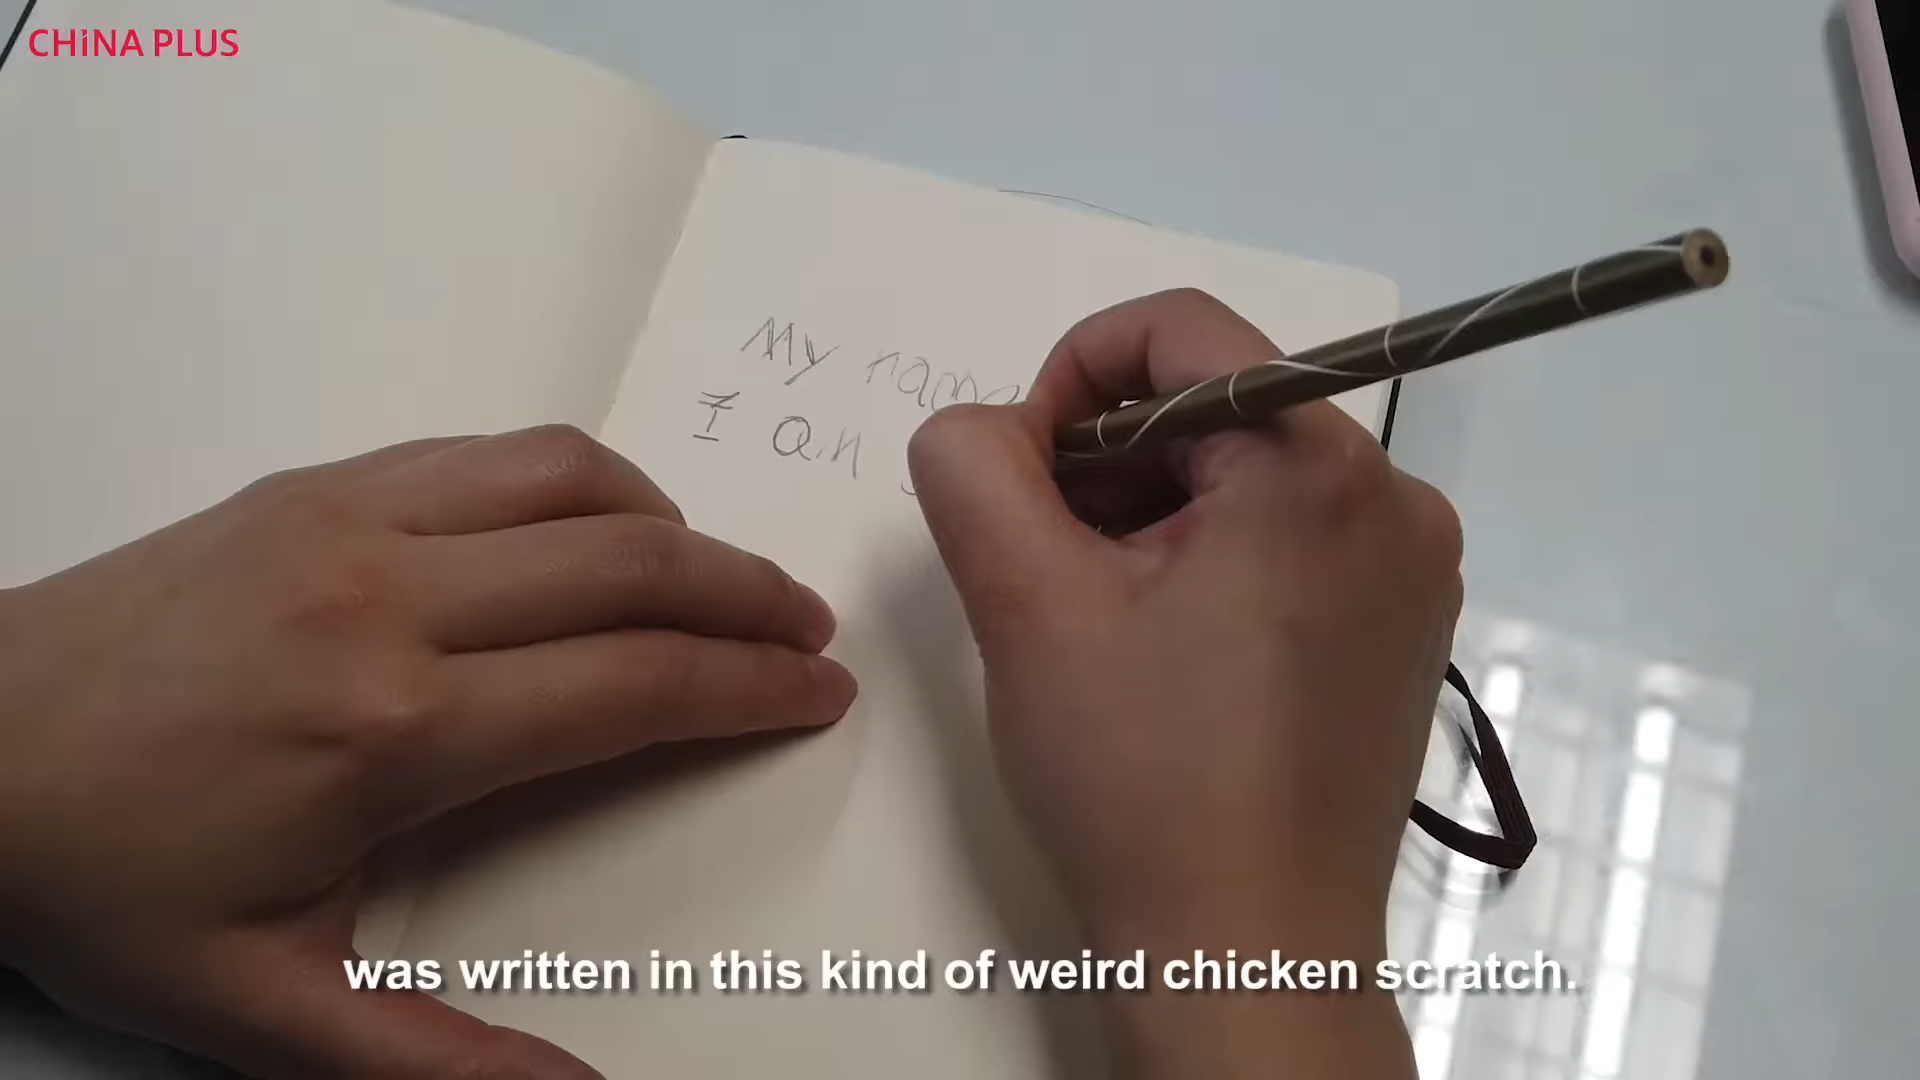 CHiNA PLUS
My name
I am
was written in this kind of weird chicken scratch.